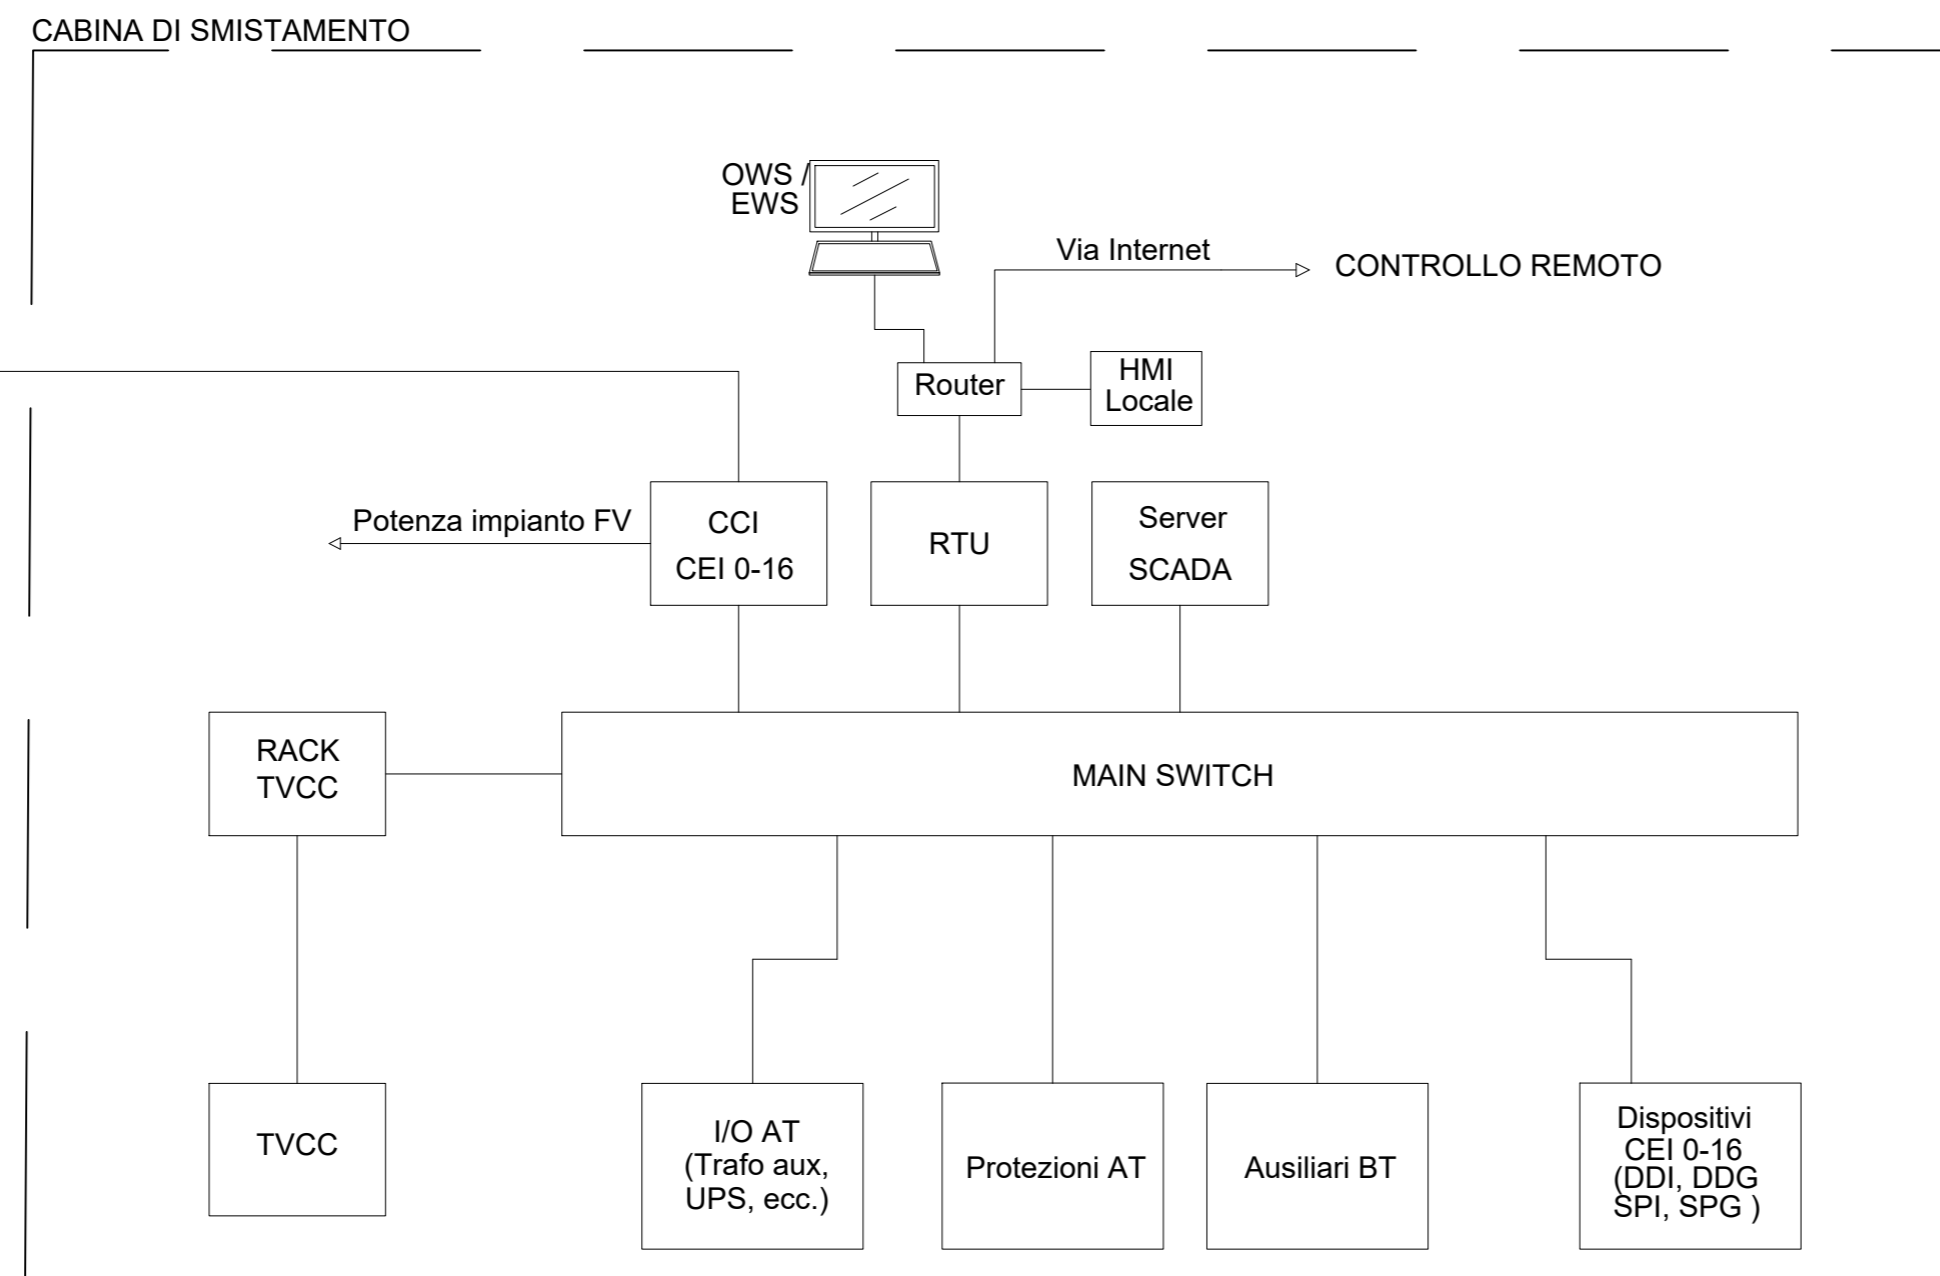 CABINA DI SMISTAMENTO
OWS /
EWS
Via Internet
CONTROLLO REMOTO
Router
HMI
Locale
Potenza impianto FV
CCI
CEI 0-16
RTU
Server
SCADA
RACK
TVCC
MAIN SWITCH
TVCC
I/O AT
(Trafo aux,
UPS, ecc.)
Protezioni AT
Ausiliari BT
Dispositivi
CEI 0-16
(DDI, DDG
SPI, SPG )